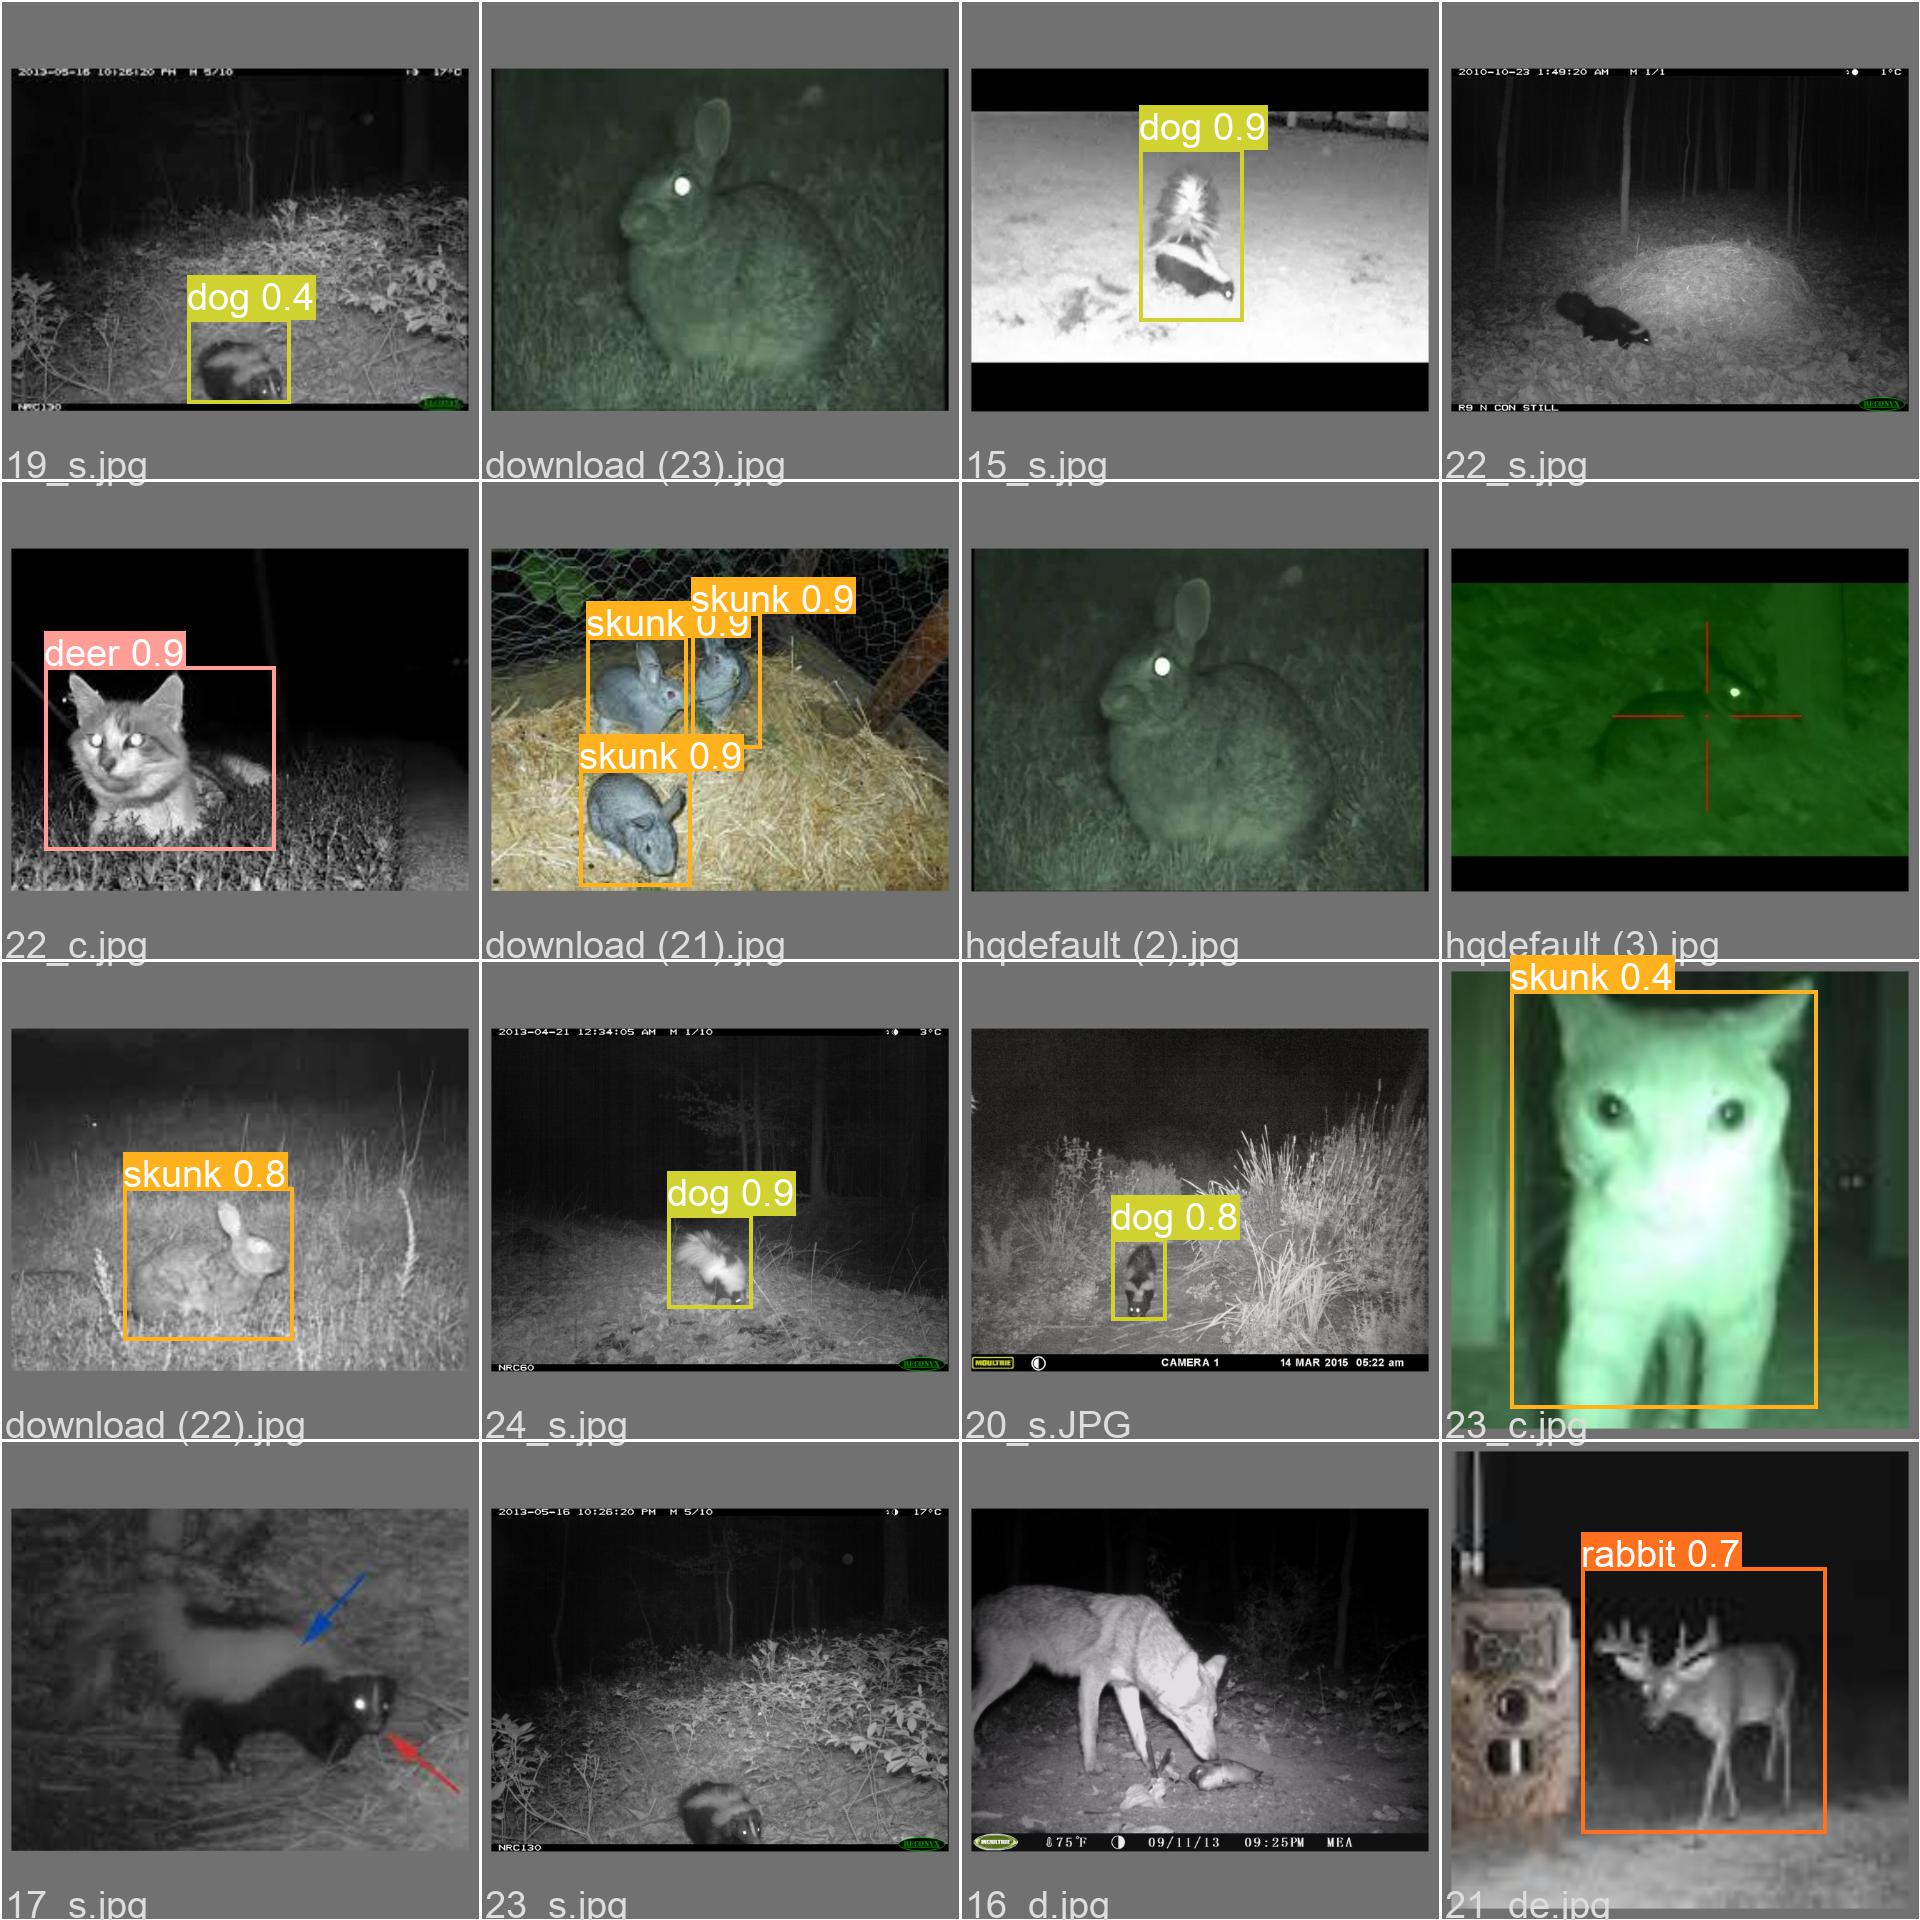 2013-05-16 10:26:20 PM M 5/10 17°C
dog 0.4
NRC130
RECONYX
19_s.jpg
download (23).jpg
dog 0.9
15_s.jpg
2010-10-23 1:49:20 AM M 1/1 1°C
R9 N CON STILL
RECONYX
22_s.jpg
deer 0.9
22_c.jpg
skunk 0.9
skunk 0.9
skunk 0.9
download (21).jpg
hqdefault (2).jpg
hqdefault (3).jpg
skunk 0.8
download (22).jpg
2013-04-21 12:34:05 AM M 1/10 3°C
dog 0.9
NRC60
RECONYX
24_s.jpg
dog 0.8
MOULTRIE CAMERA 1 14 MAR 2015 05:22 am
20_s.JPG
skunk 0.4
23_c.jpg
17_s.jpg
2013-05-16 10:26:20 PM M 5/10 17°C
NRC130
RECONYX
23_s.jpg
MOULTRIE 75°F 09/11/13 09:25PM MEA
16_d.jpg
rabbit 0.7
21_de.jpg